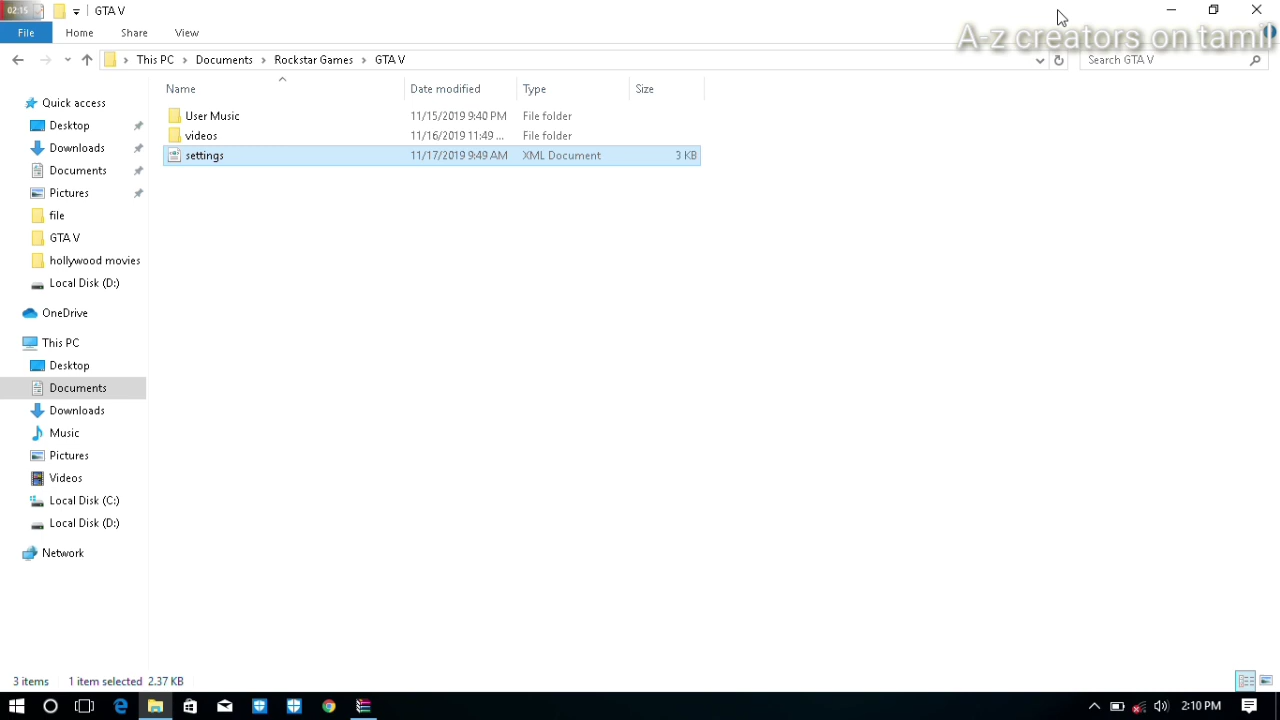 02:15
GTA V
File Home Share View
A-z creators on tamil
This PC Documents Rockstar Games GTA V
Search GTA V
Name Date modified Type Size
Quick access
Desktop
Downloads
Documents
Pictures
file
GTA V
hollywood movies
Local Disk (D:)
OneDrive
This PC
Desktop
Documents
Downloads
Music
Pictures
Videos
Local Disk (C:)
Local Disk (D:)
Network
User Music 11/15/2019 9:40 PM File folder
videos 11/16/2019 11:49 ... File folder
settings 11/17/2019 9:49 AM XML Document 3 KB
3 items 1 item selected 2.37 KB
2:10 PM